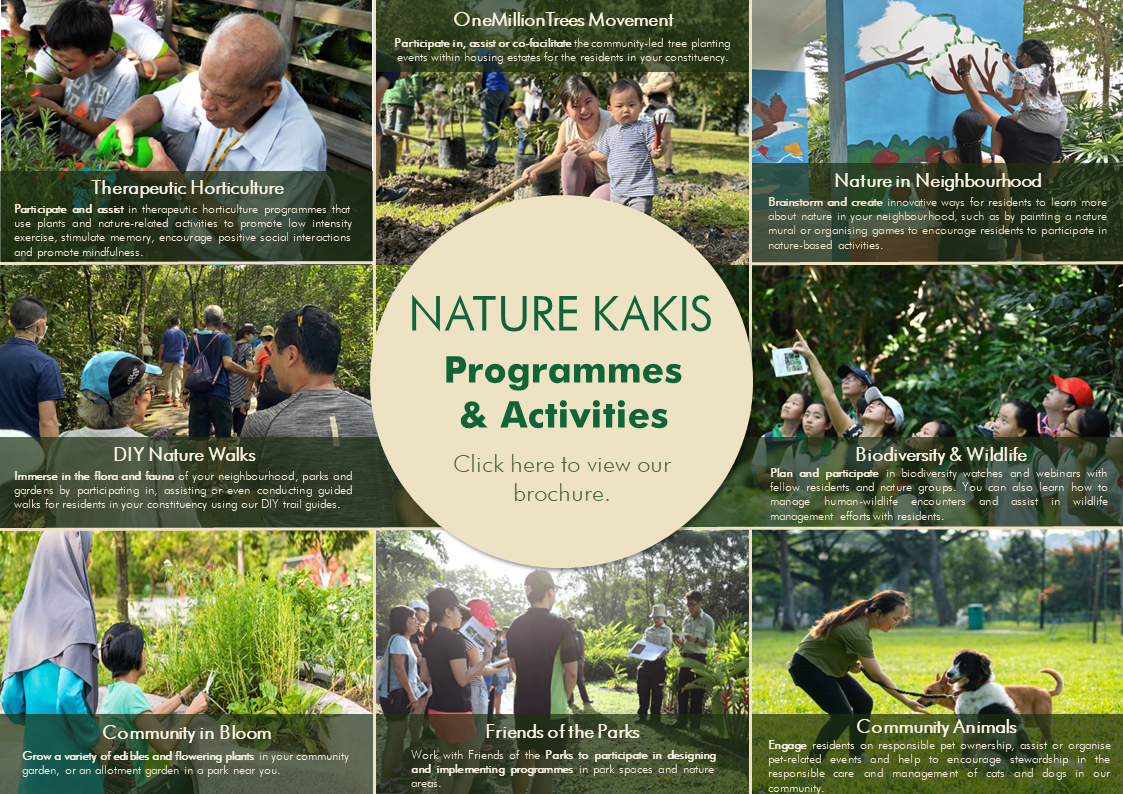 OneMillionTrees Movement
Participate in, assist or co-facilitate the community-led tree planting
events within housing estates for the residents in your constituency.
Therapeutic Horticulture
Participate and assist in therapeutic horticulture programmes that
use plants and nature-related activities to promote low intensity
exercise, stimulate memory, encourage positive social interactions
and promote mindfulness.
Nature in Neighbourhood
Brainstorm and create innovative ways for residents to learn more
about nature in your neighbourhood, such as by painting a nature
mural or organising games to encourage residents to participate in
nature-based activities.
NATURE KAKIS
Programmes
& Activities
Click here to view our
brochure.
DIY Nature Walks
Immerse in the flora and fauna of your neighbourhood, parks and
gardens by participating in, assisting or even conducting guided
walks for residents in your constituency using our DIY trail guides.
Biodiversity & Wildlife
Plan and participate in biodiversity watches and webinars with
fellow residents and nature groups. You can also learn how to
manage human-wildlife encounters and assist in wildlife
management efforts with residents.
Community in Bloom
Grow a variety of edibles and flowering plants in your community
garden, or an allotment garden in a park near you.
Friends of the Parks
Work with Friends of the Parks to participate in designing
and implementing programmes in park spaces and nature
areas.
Community Animals
Engage residents on responsible pet ownership, assist or organise
pet-related events and help to encourage stewardship in the
responsible care and management of cats and dogs in our
community.